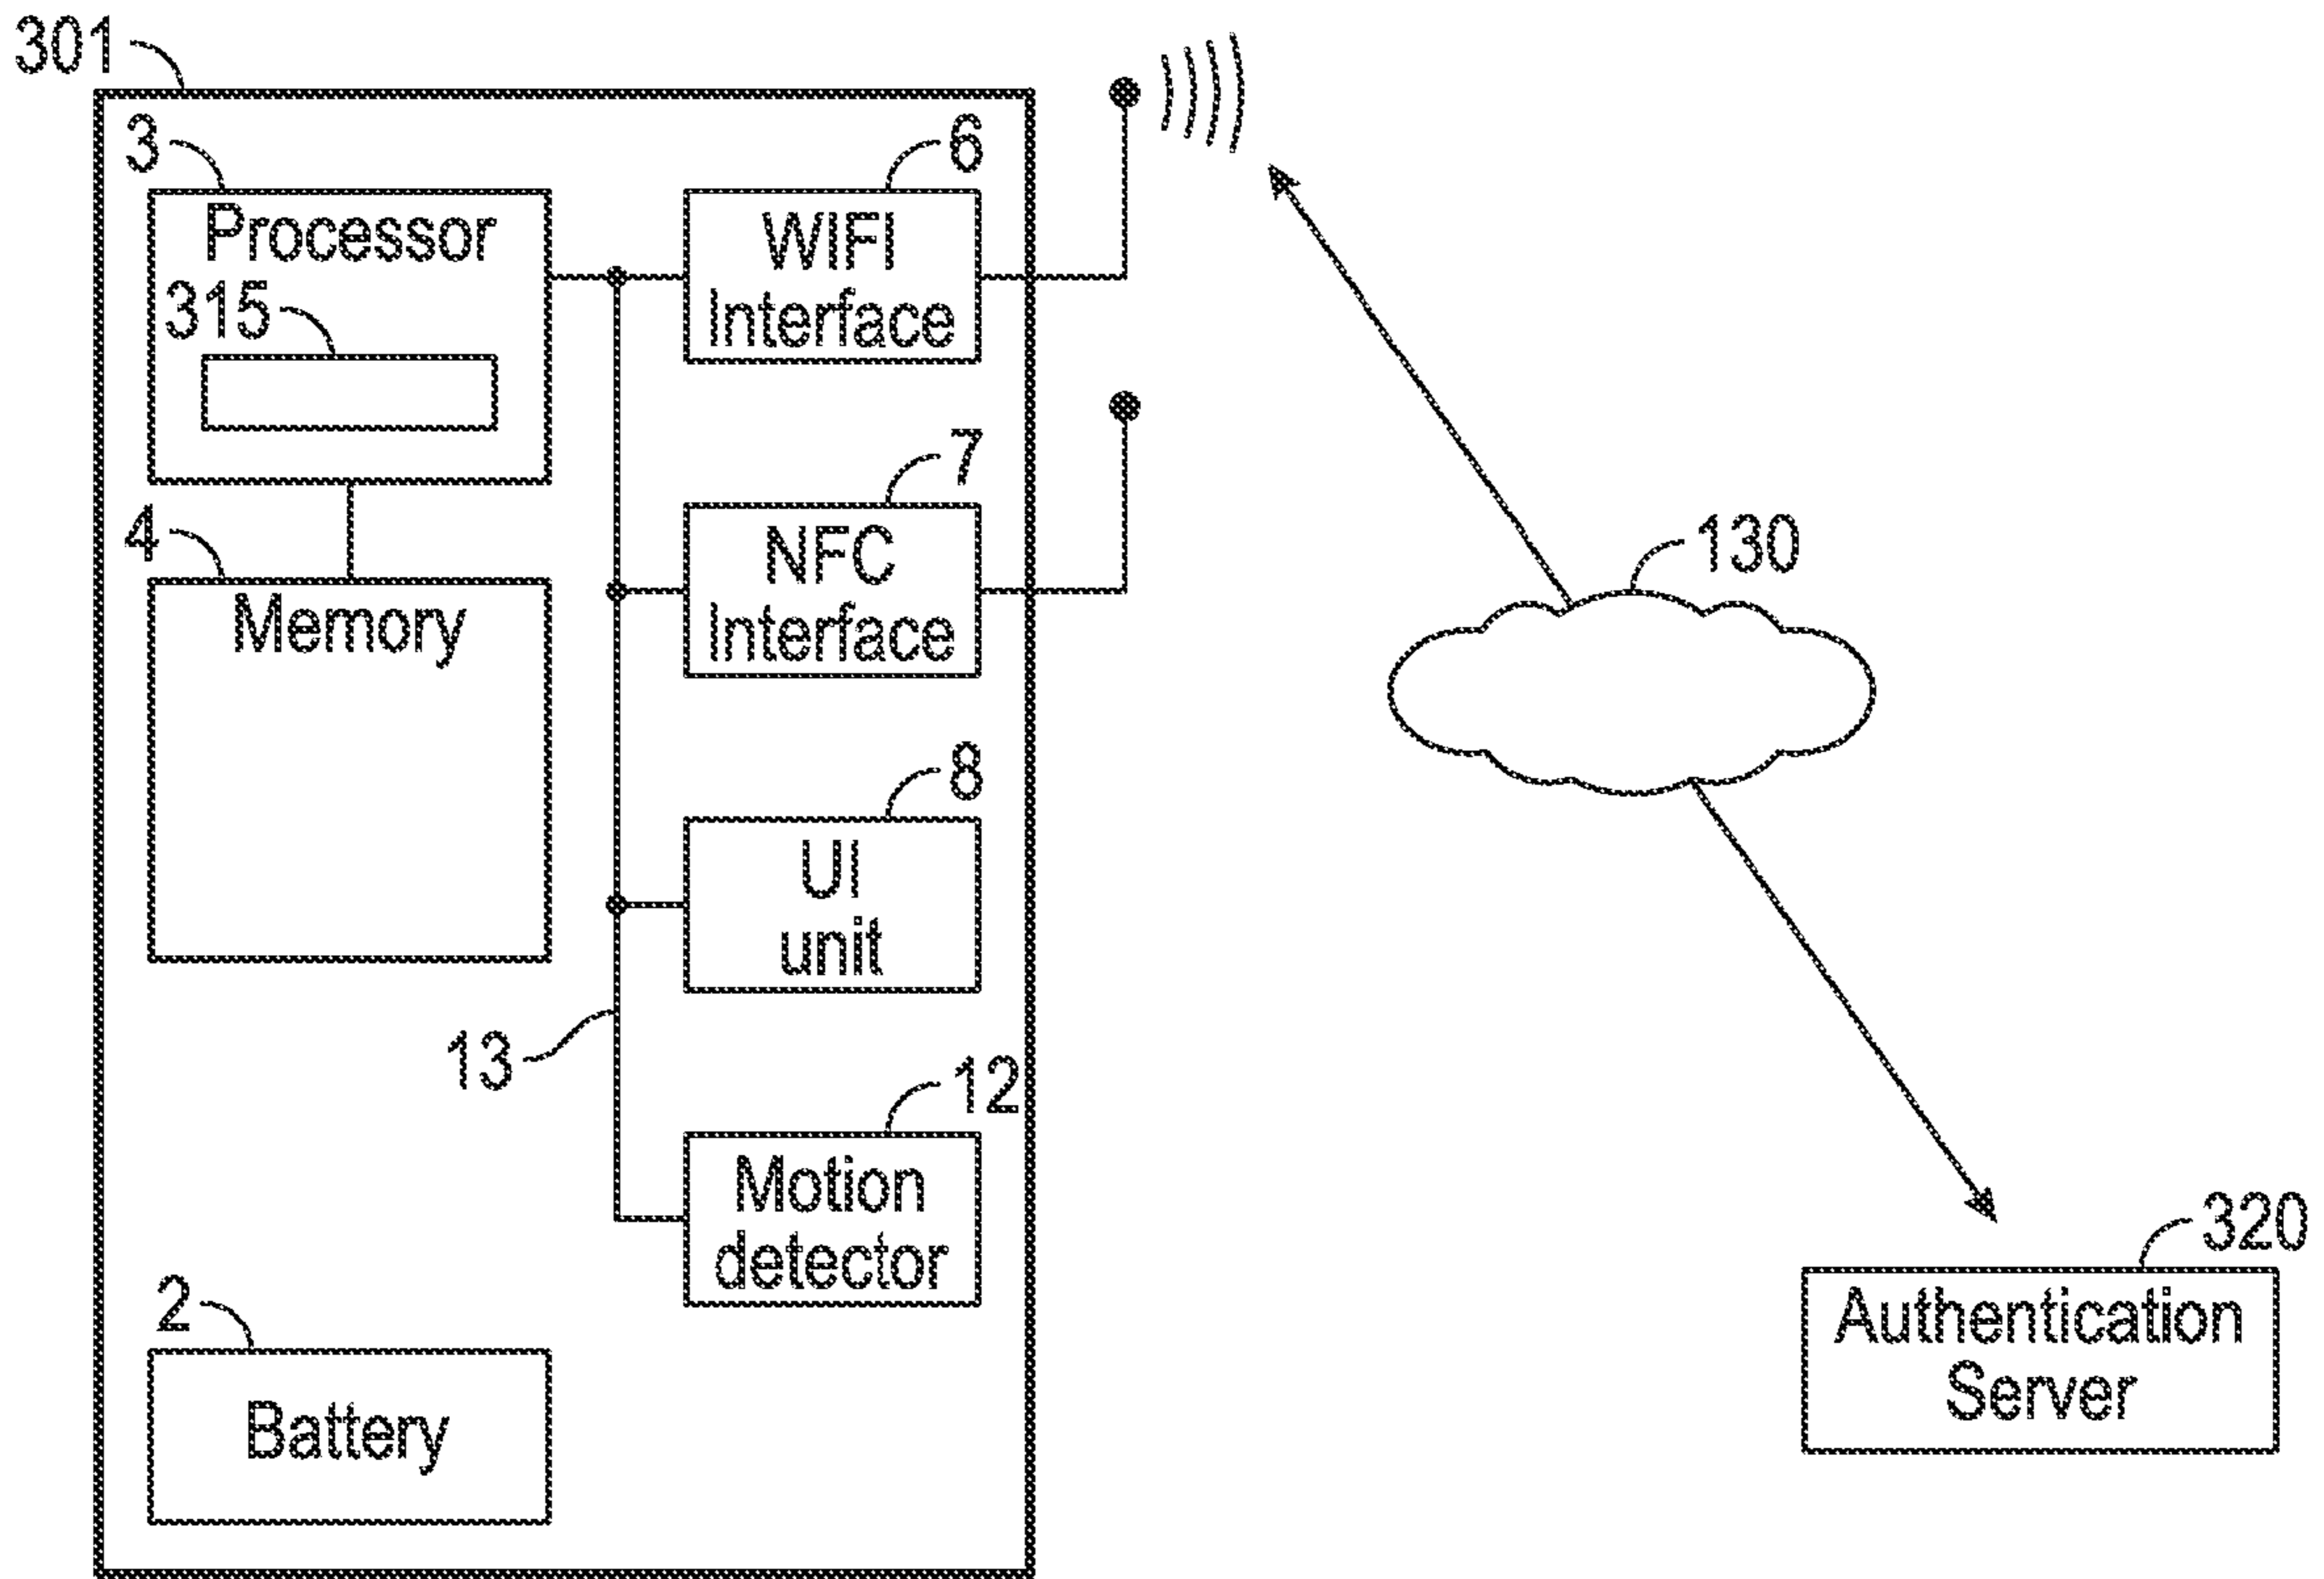 301
3
Processor
315
6
WIFI
Interface
4
Memory
7
NFC
Interface
130
8
UI
unit
13
12
Motion
detector
2
Battery
320
Authentication
Server